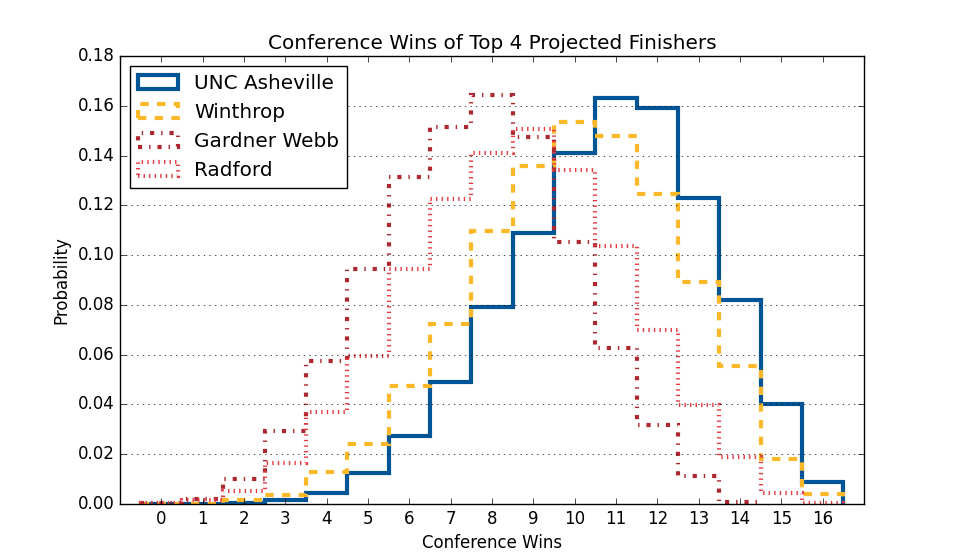 Conference Wins of Top 4 Projected Finishers
0.18
0.16
0.14
0.12
0.10
0.08
0.06
0.04
0.02
0.00
Probability
UNC Asheville
Winthrop
Gardner Webb
Radford
0 1 2 3 4 5 6 7 8 9 10 11 12 13 14 15 16
Conference Wins